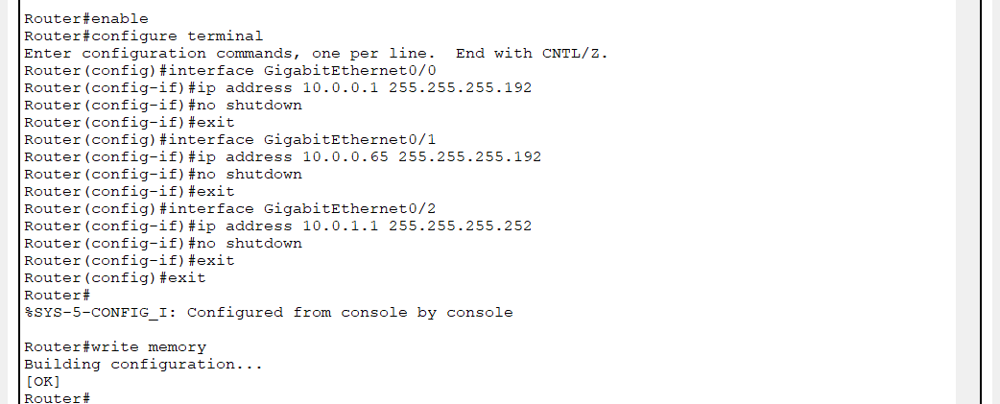 Router#enable
Router#configure terminal
Enter configuration commands, one per line.  End with CNTL/Z.
Router(config)#interface GigabitEthernet0/0
Router(config-if)#ip address 10.0.0.1 255.255.255.192
Router(config-if)#no shutdown
Router(config-if)#exit
Router(config)#interface GigabitEthernet0/1
Router(config-if)#ip address 10.0.0.65 255.255.255.192
Router(config-if)#no shutdown
Router(config-if)#exit
Router(config)#interface GigabitEthernet0/2
Router(config-if)#ip address 10.0.1.1 255.255.255.252
Router(config-if)#no shutdown
Router(config-if)#exit
Router(config)#exit
Router#
%SYS-5-CONFIG_I: Configured from console by console
Router#write memory
Building configuration...
[OK]
Router#